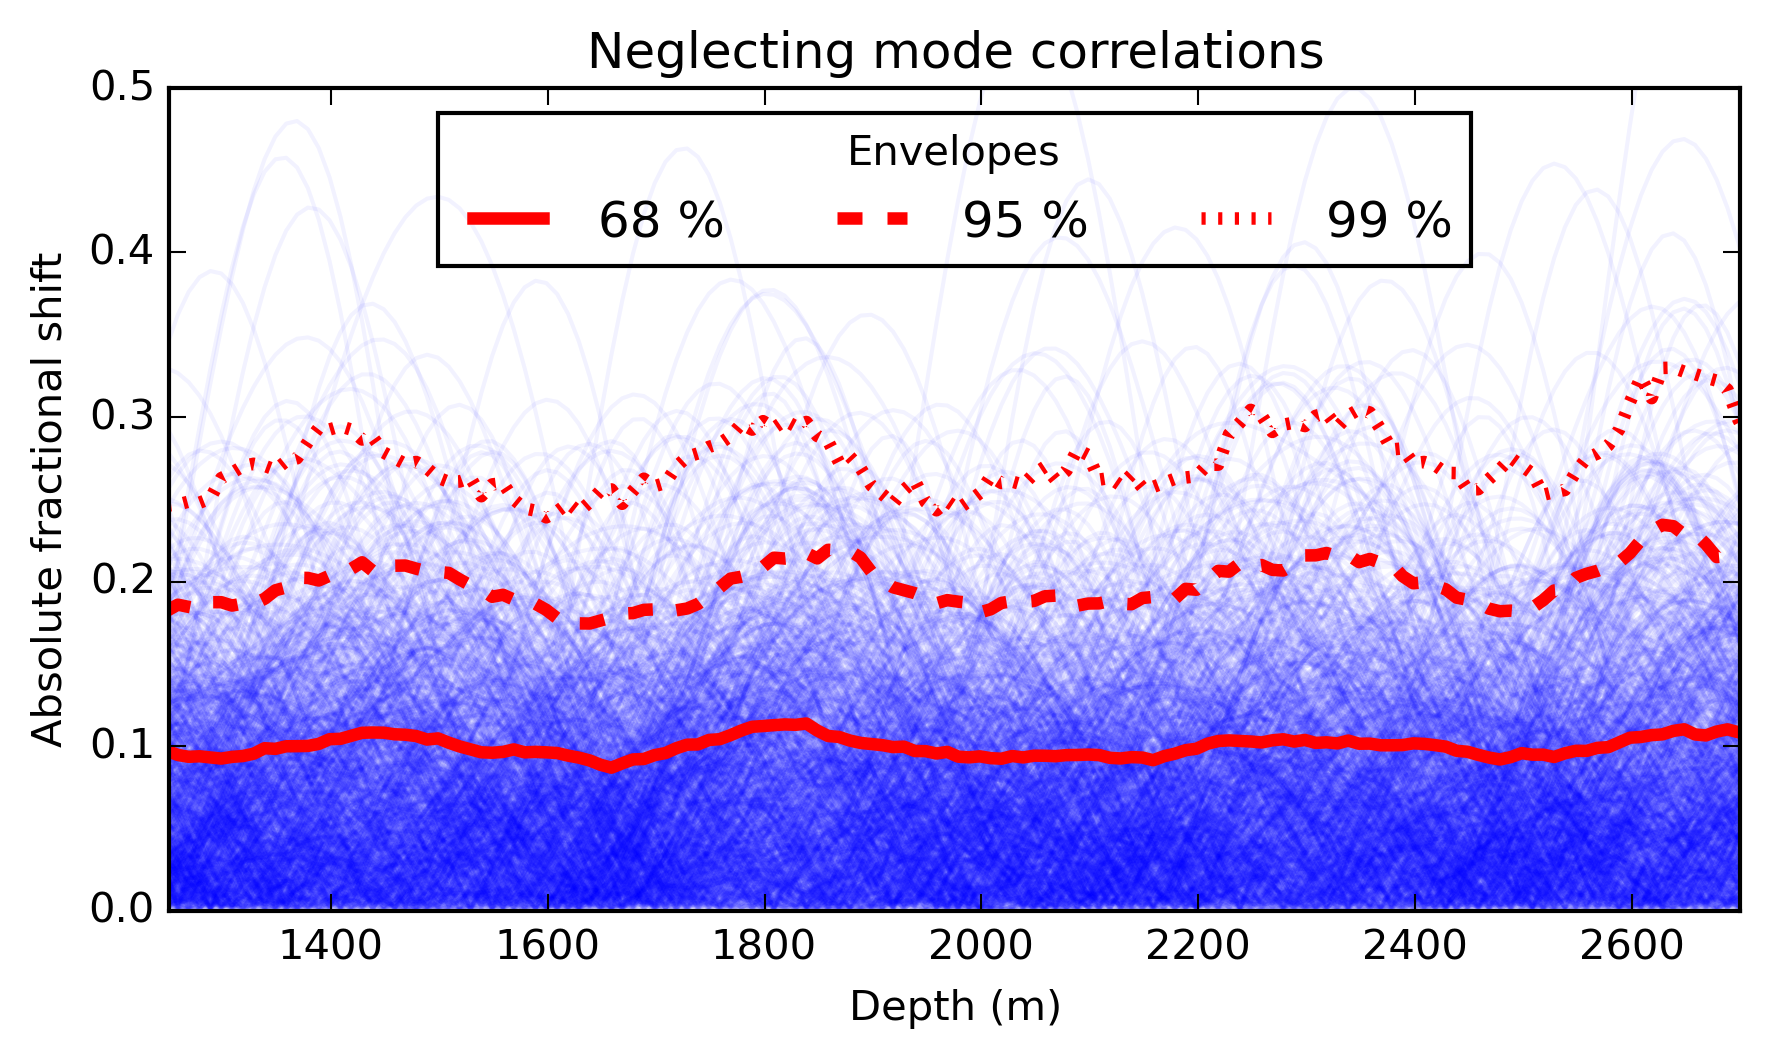 Neglecting mode correlations
Envelopes
68 %
95 %
99 %
Absolute fractional shift
0.5
0.4
0.3
0.2
0.1
0.0
1400 1600 1800 2000 2200 2400 2600
Depth (m)